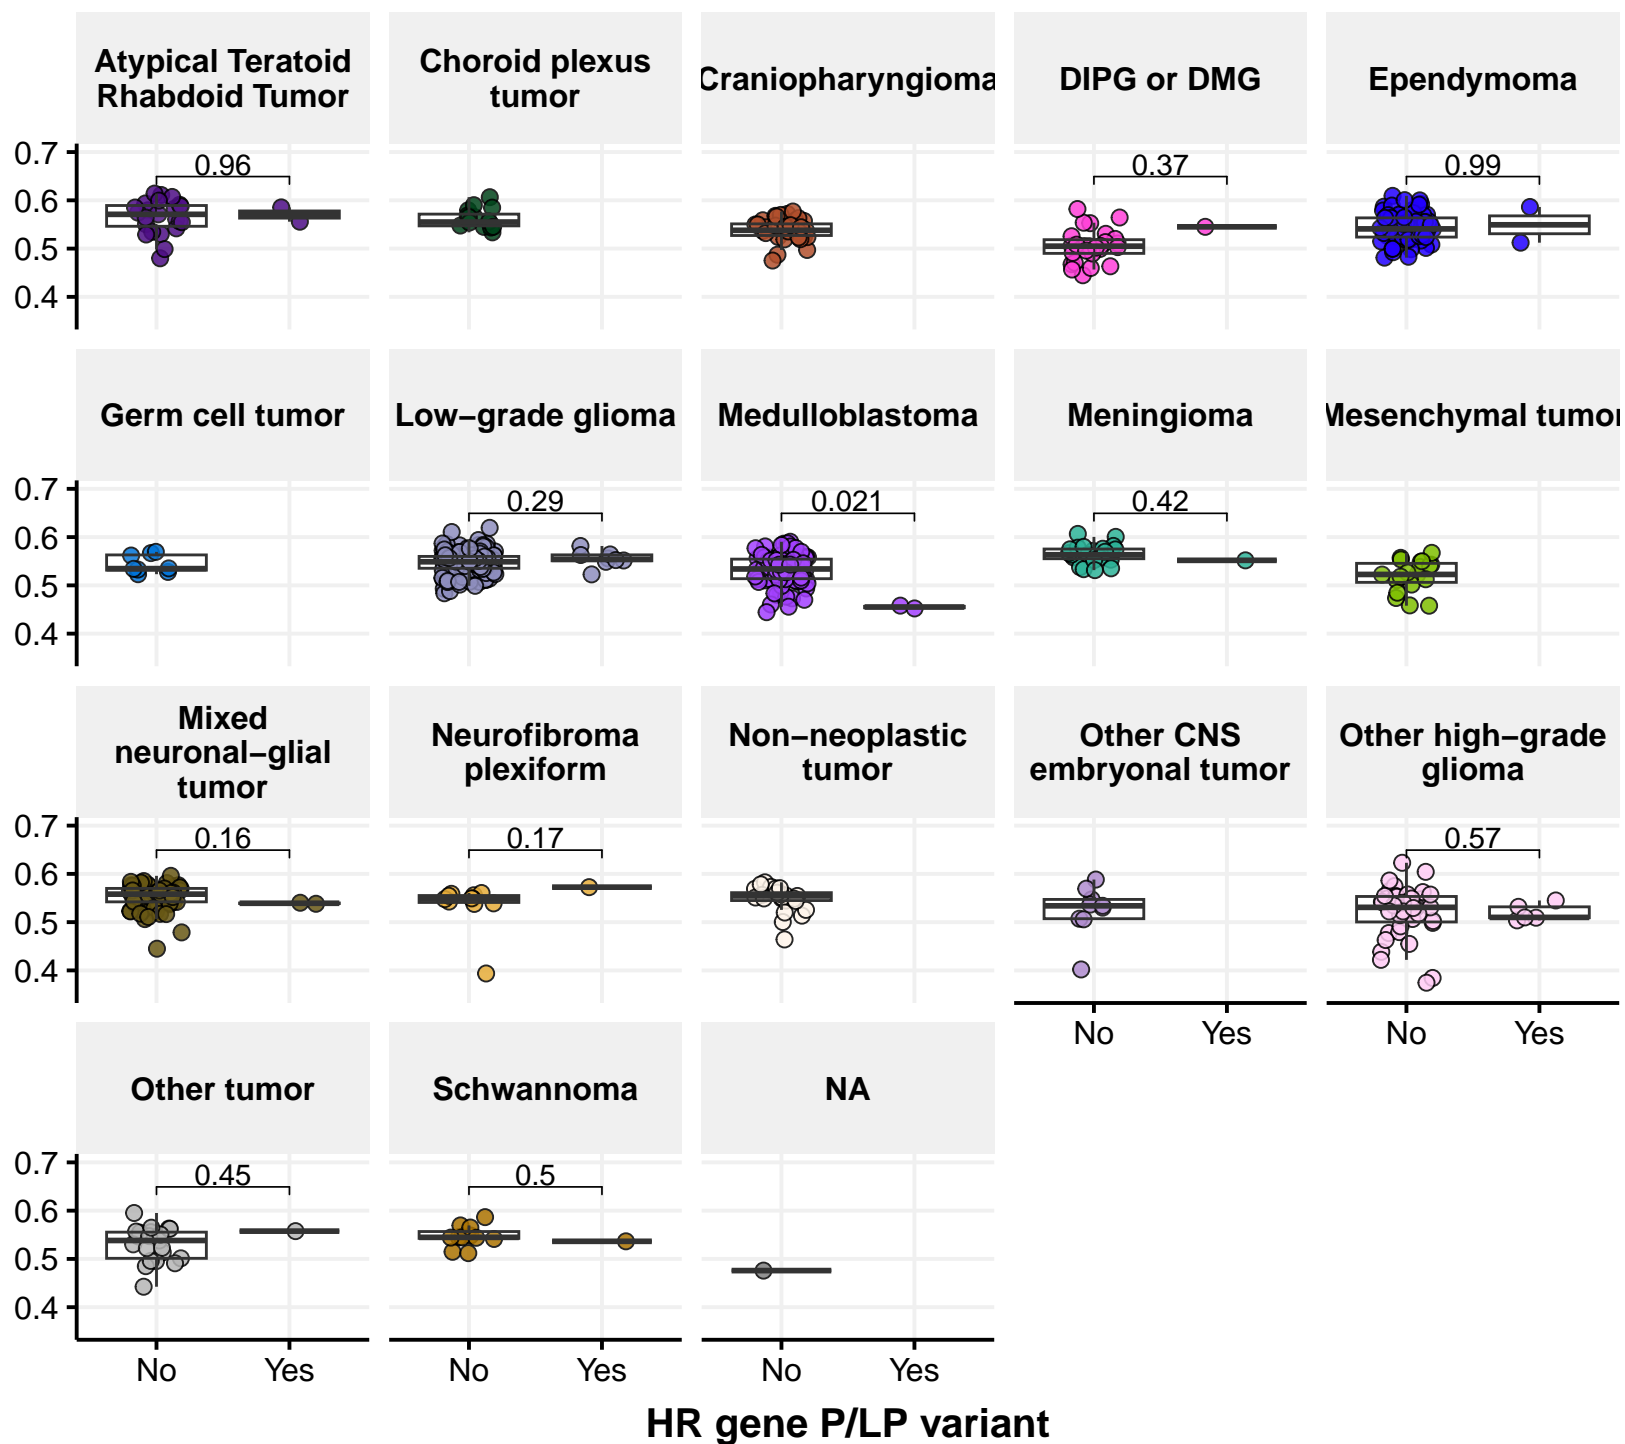 Atypical Teratoid
Rhabdoid Tumor
Choroid plexus
tumor
Craniopharyngioma
DIPG or DMG
Ependymoma
0.7
0.6
0.5
0.4
0.96
0.37
0.99
Germ cell tumor
Low−grade glioma
Medulloblastoma
Meningioma
Mesenchymal tumor
0.7
0.6
0.5
0.4
0.29
0.021
0.42
Mixed
neuronal−glial
tumor
Neurofibroma
plexiform
Non−neoplastic
tumor
Other CNS
embryonal tumor
Other high−grade
glioma
0.7
0.6
0.5
0.4
0.16
0.17
0.57
No
Yes
No
Yes
Other tumor
Schwannoma
NA
0.7
0.6
0.5
0.4
0.45
0.5
No
Yes
No
Yes
No
Yes
HR gene P/LP variant